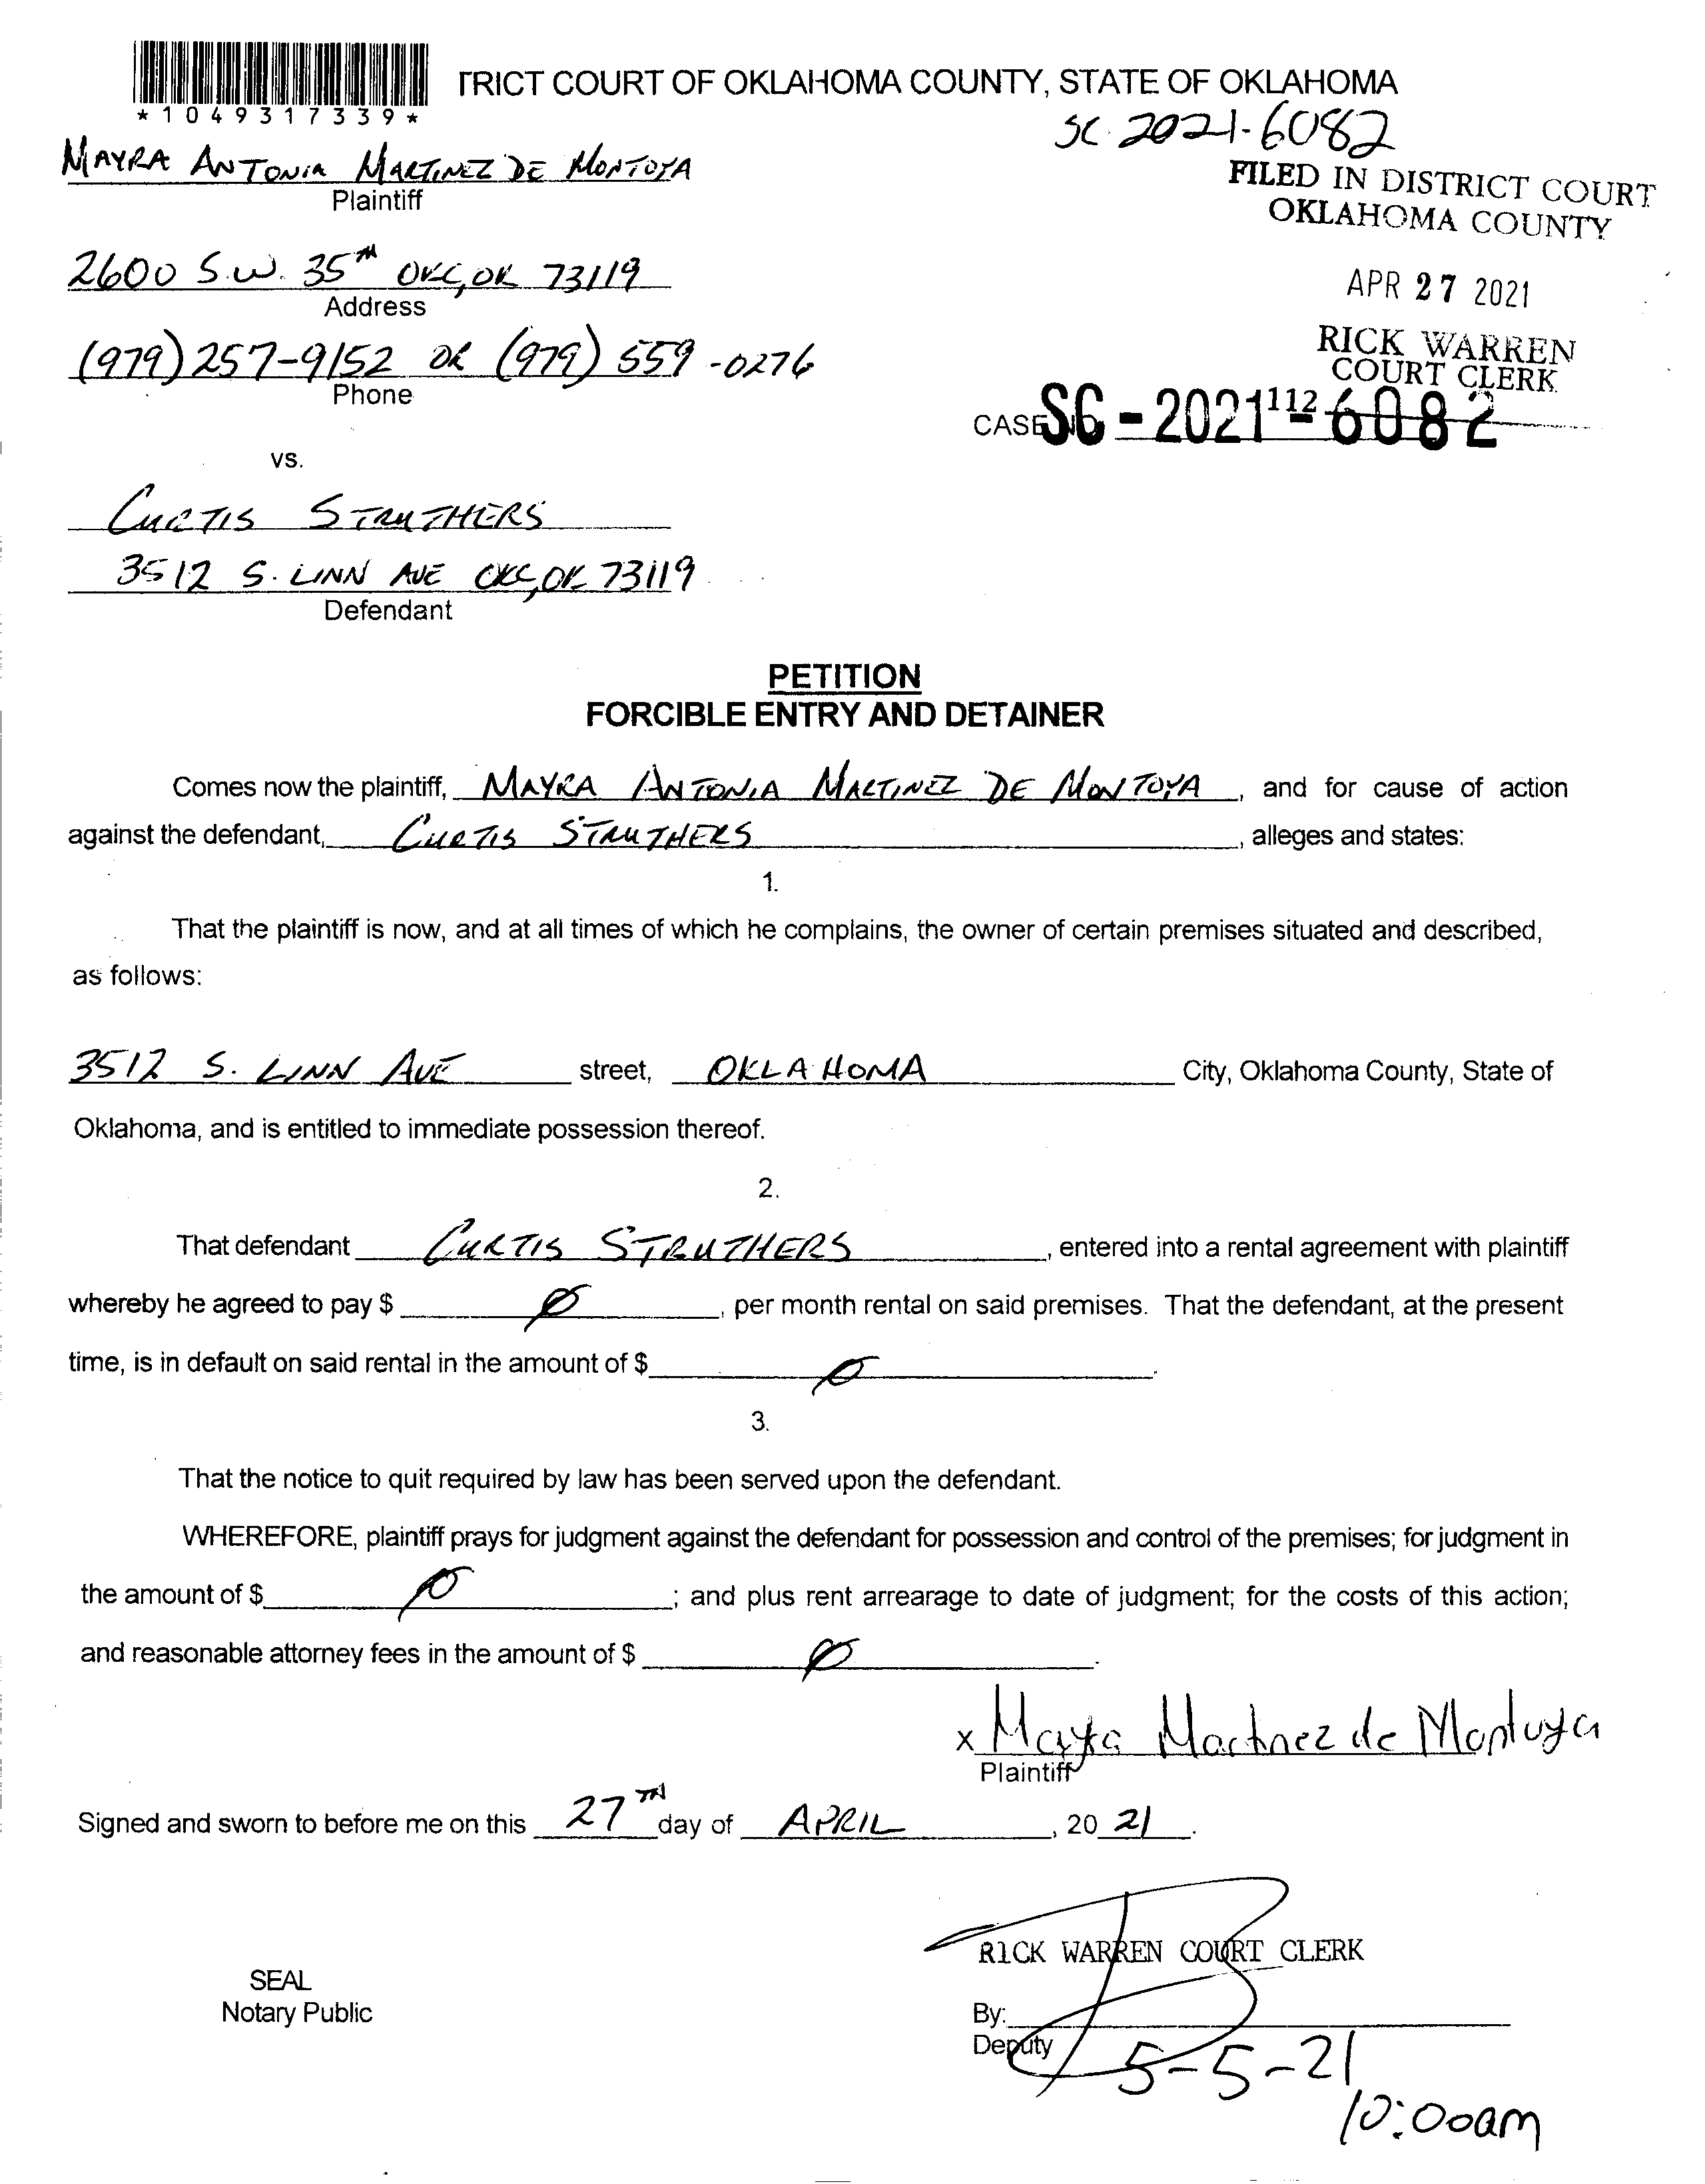 TRICT COURT OF OKLAHOMA COUNTY, STATE OF OKLAHOMA
*1049317339*
SC 2021-6082
MAYRA ANTONIA MARTINEZ DE MONTOYA
Plaintiff
FILED IN DISTRICT COURT
OKLAHOMA COUNTY
2600 S.W. 35TH OKC, OK 73119
Address
APR 27 2021
(979) 257-9152 OR (979) 559-0276
Phone
RICK WARREN
COURT CLERK
112
CASE NO. SC-2021-6082
vs.
CURTIS STRUTHERS
3512 S. LINN AVE OKC, OK 73119
Defendant
PETITION
FORCIBLE ENTRY AND DETAINER
Comes now the plaintiff, MAYRA ANTONIA MARTINEZ DE MONTOYA, and for cause of action
against the defendant, CURTIS STRUTHERS, alleges and states:
1.
That the plaintiff is now, and at all times of which he complains, the owner of certain premises situated and described,
as follows:
3512 S. LINN AVE street, OKLAHOMA City, Oklahoma County, State of
Oklahoma, and is entitled to immediate possession thereof.
2.
That defendant CURTIS STRUTHERS, entered into a rental agreement with plaintiff
whereby he agreed to pay $ Ø, per month rental on said premises. That the defendant, at the present
time, is in default on said rental in the amount of $ Ø.
3.
That the notice to quit required by law has been served upon the defendant.
WHEREFORE, plaintiff prays for judgment against the defendant for possession and control of the premises; for judgment in
the amount of $ Ø; and plus rent arrearage to date of judgment; for the costs of this action;
and reasonable attorney fees in the amount of $ Ø.
x Mayra Martinez de Montoya
Plaintiff
Signed and sworn to before me on this 27TH day of APRIL, 2021.
RICK WARREN COURT CLERK
SEAL
Notary Public
By:
Deputy
5-5-21
10:00am